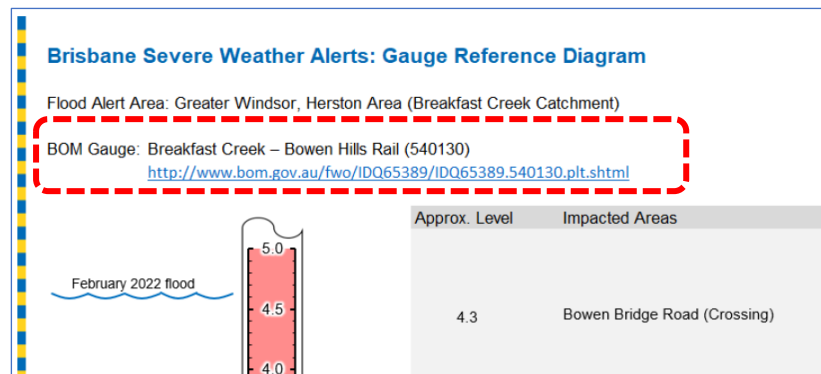 Brisbane Severe Weather Alerts: Gauge Reference Diagram
Flood Alert Area: Greater Windsor, Herston Area (Breakfast Creek Catchment)
BOM Gauge: Breakfast Creek – Bowen Hills Rail (540130)
http://www.bom.gov.au/fwo/IDQ65389/IDQ65389.540130.plt.shtml
Approx. Level Impacted Areas
5.0
February 2022 flood
4.5
4.3 Bowen Bridge Road (Crossing)
4.0